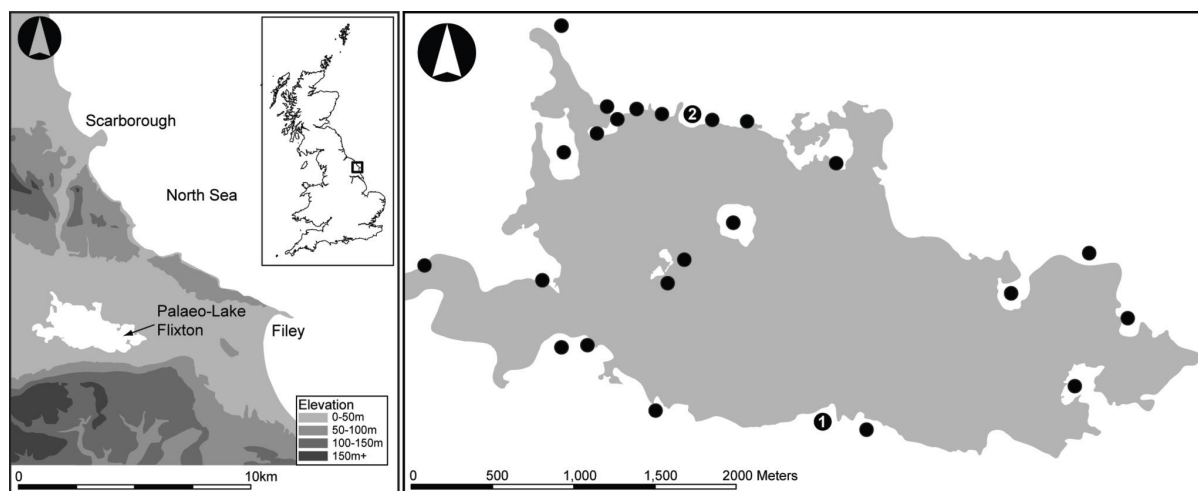 Scarborough
North Sea
Palaeo-Lake
Flixton
Filey
Elevation
0-50m
50-100m
100-150m
150m+
0 10km
2
1
0 500 1,000 1,500 2000 Meters